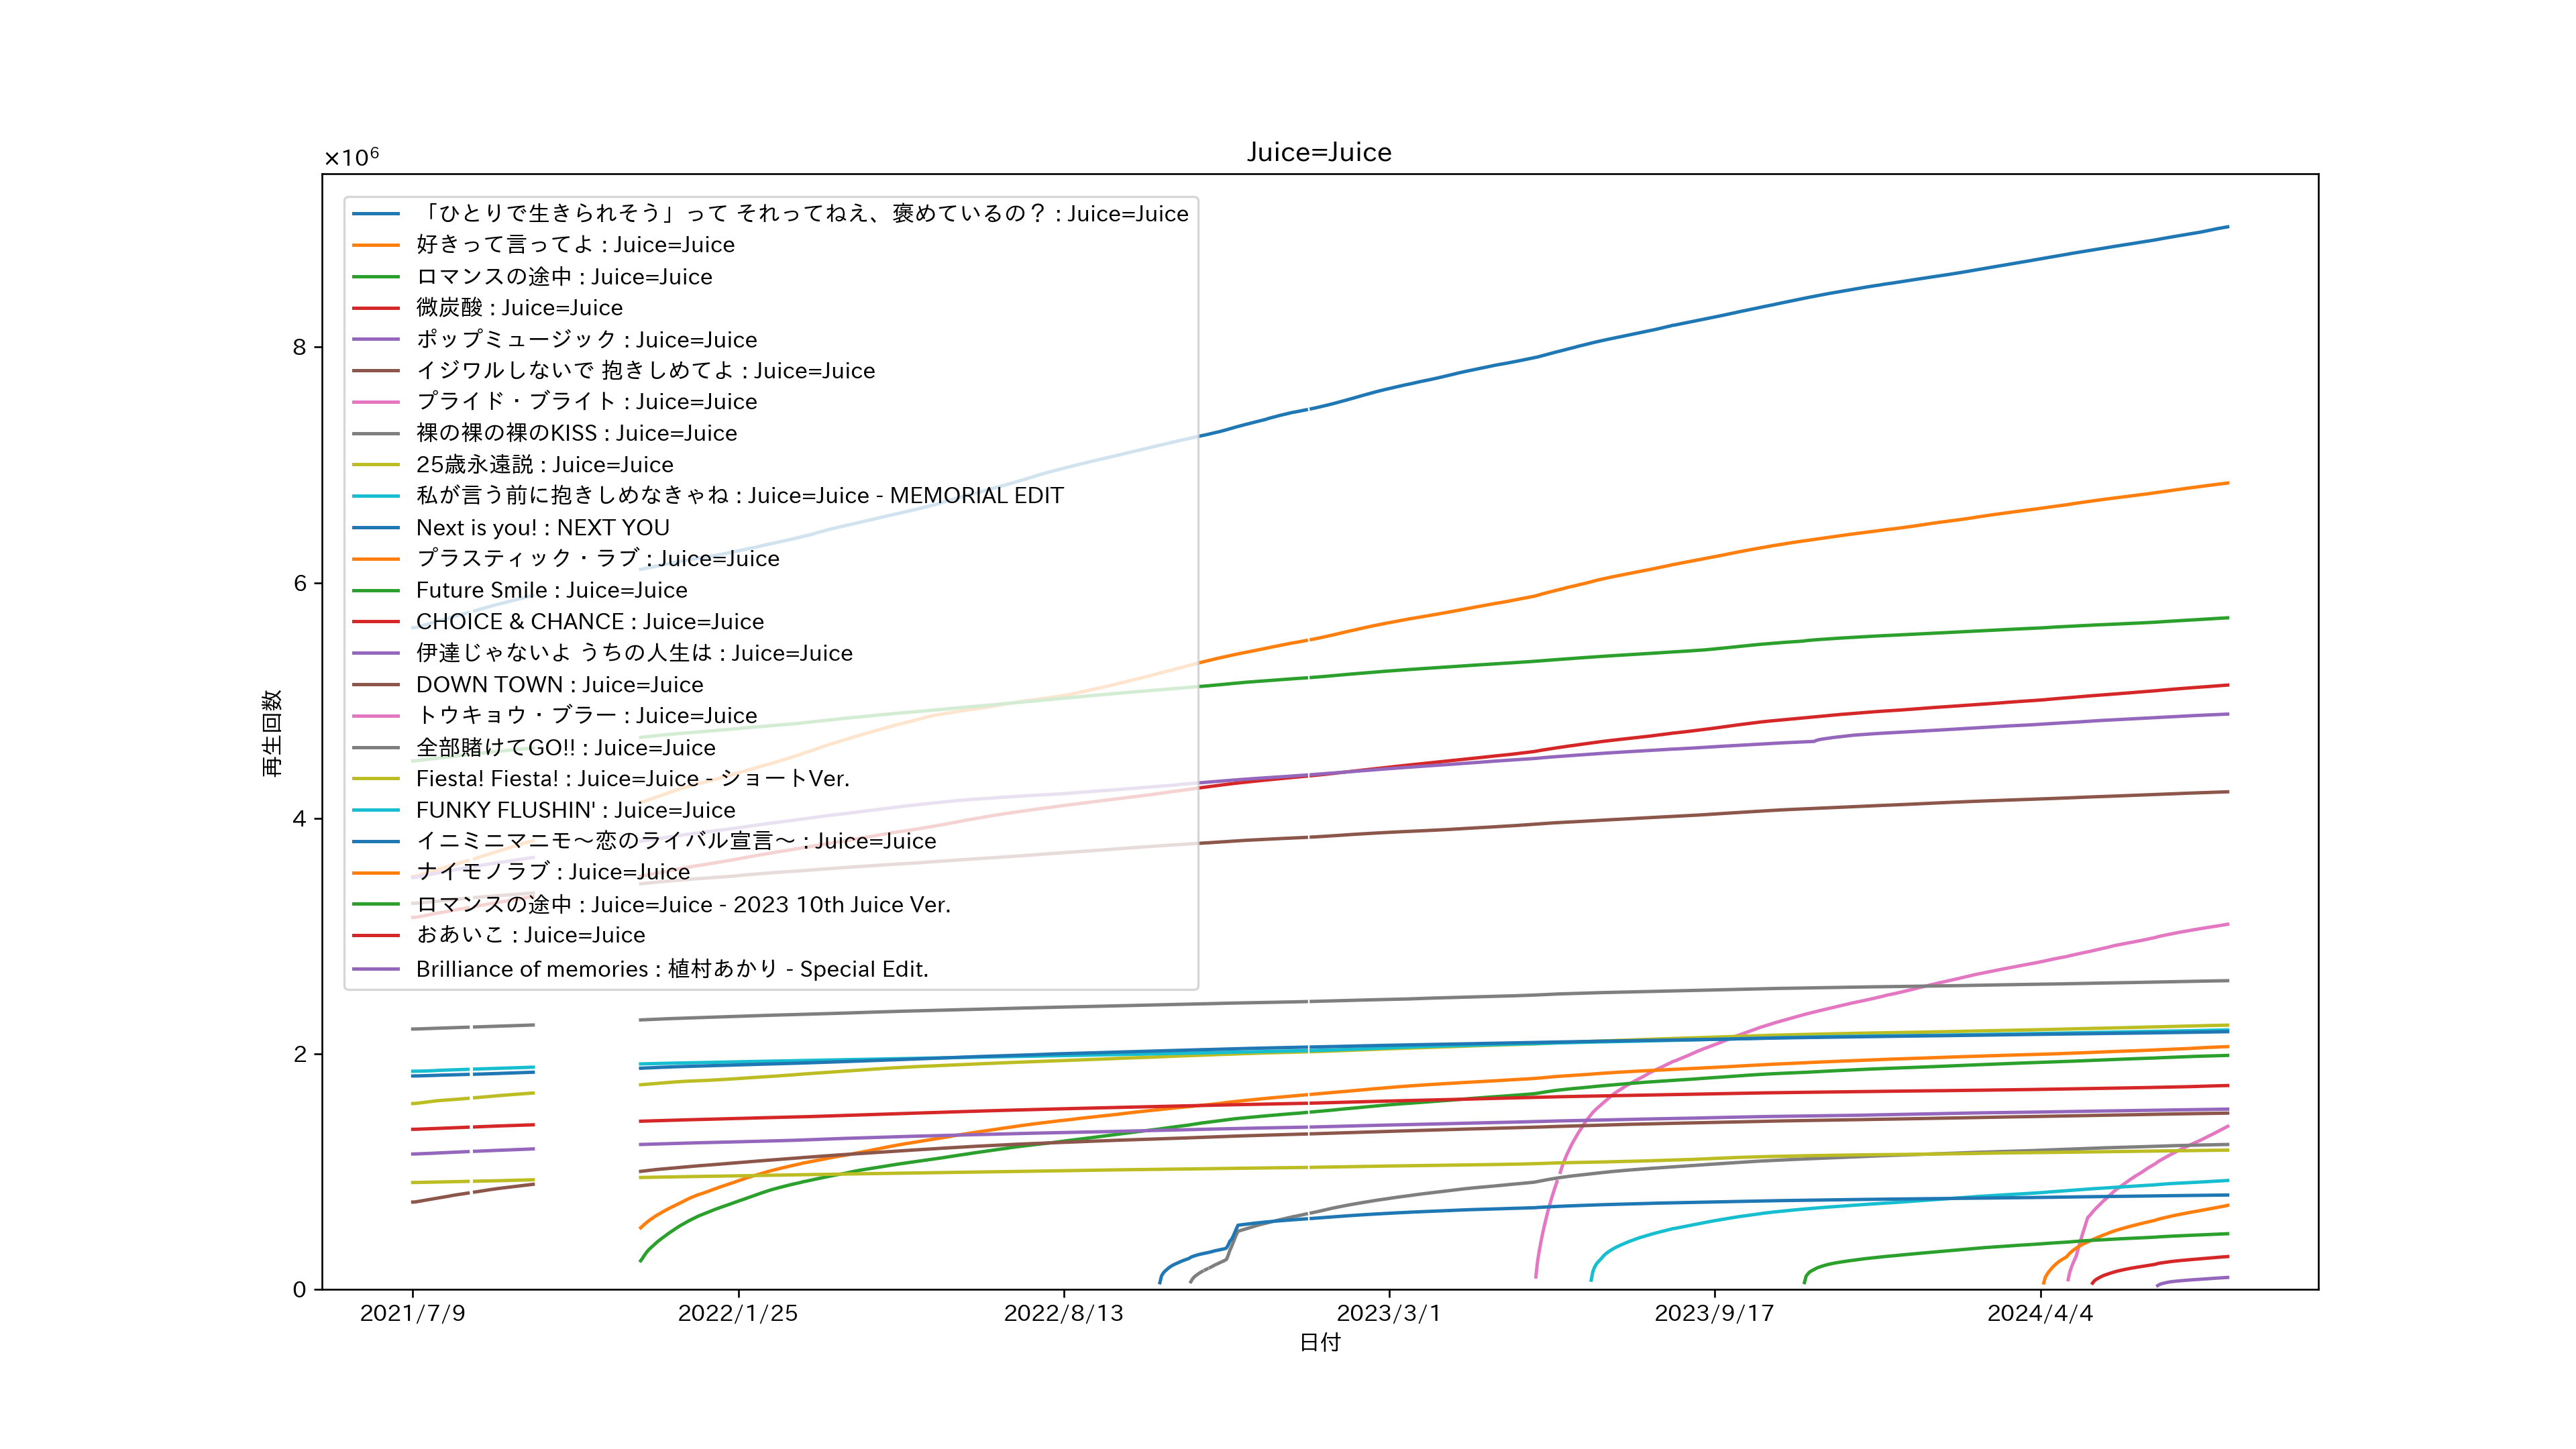 Juice=Juice
×10⁶
「ひとりで生きられそう」って それってねえ、褒めているの？ : Juice=Juice
好きって言ってよ : Juice=Juice
ロマンスの途中 : Juice=Juice
微炭酸 : Juice=Juice
ポップミュージック : Juice=Juice
イジワルしないで 抱きしめてよ : Juice=Juice
プライド・ブライト : Juice=Juice
裸の裸の裸のKISS : Juice=Juice
25歳永遠説 : Juice=Juice
私が言う前に抱きしめなきゃね : Juice=Juice - MEMORIAL EDIT
Next is you! : NEXT YOU
プラスティック・ラブ : Juice=Juice
Future Smile : Juice=Juice
CHOICE & CHANCE : Juice=Juice
伊達じゃないよ うちの人生は : Juice=Juice
DOWN TOWN : Juice=Juice
トウキョウ・ブラー : Juice=Juice
全部賭けてGO!! : Juice=Juice
Fiesta! Fiesta! : Juice=Juice - ショートVer.
FUNKY FLUSHIN' : Juice=Juice
イニミニマニモ～恋のライバル宣言～ : Juice=Juice
ナイモノラブ : Juice=Juice
ロマンスの途中 : Juice=Juice - 2023 10th Juice Ver.
おあいこ : Juice=Juice
Brilliance of memories : 植村あかり - Special Edit.
8
6
4
2
0
再生回数
2021/7/9
2022/1/25
2022/8/13
2023/3/1
2023/9/17
2024/4/4
日付